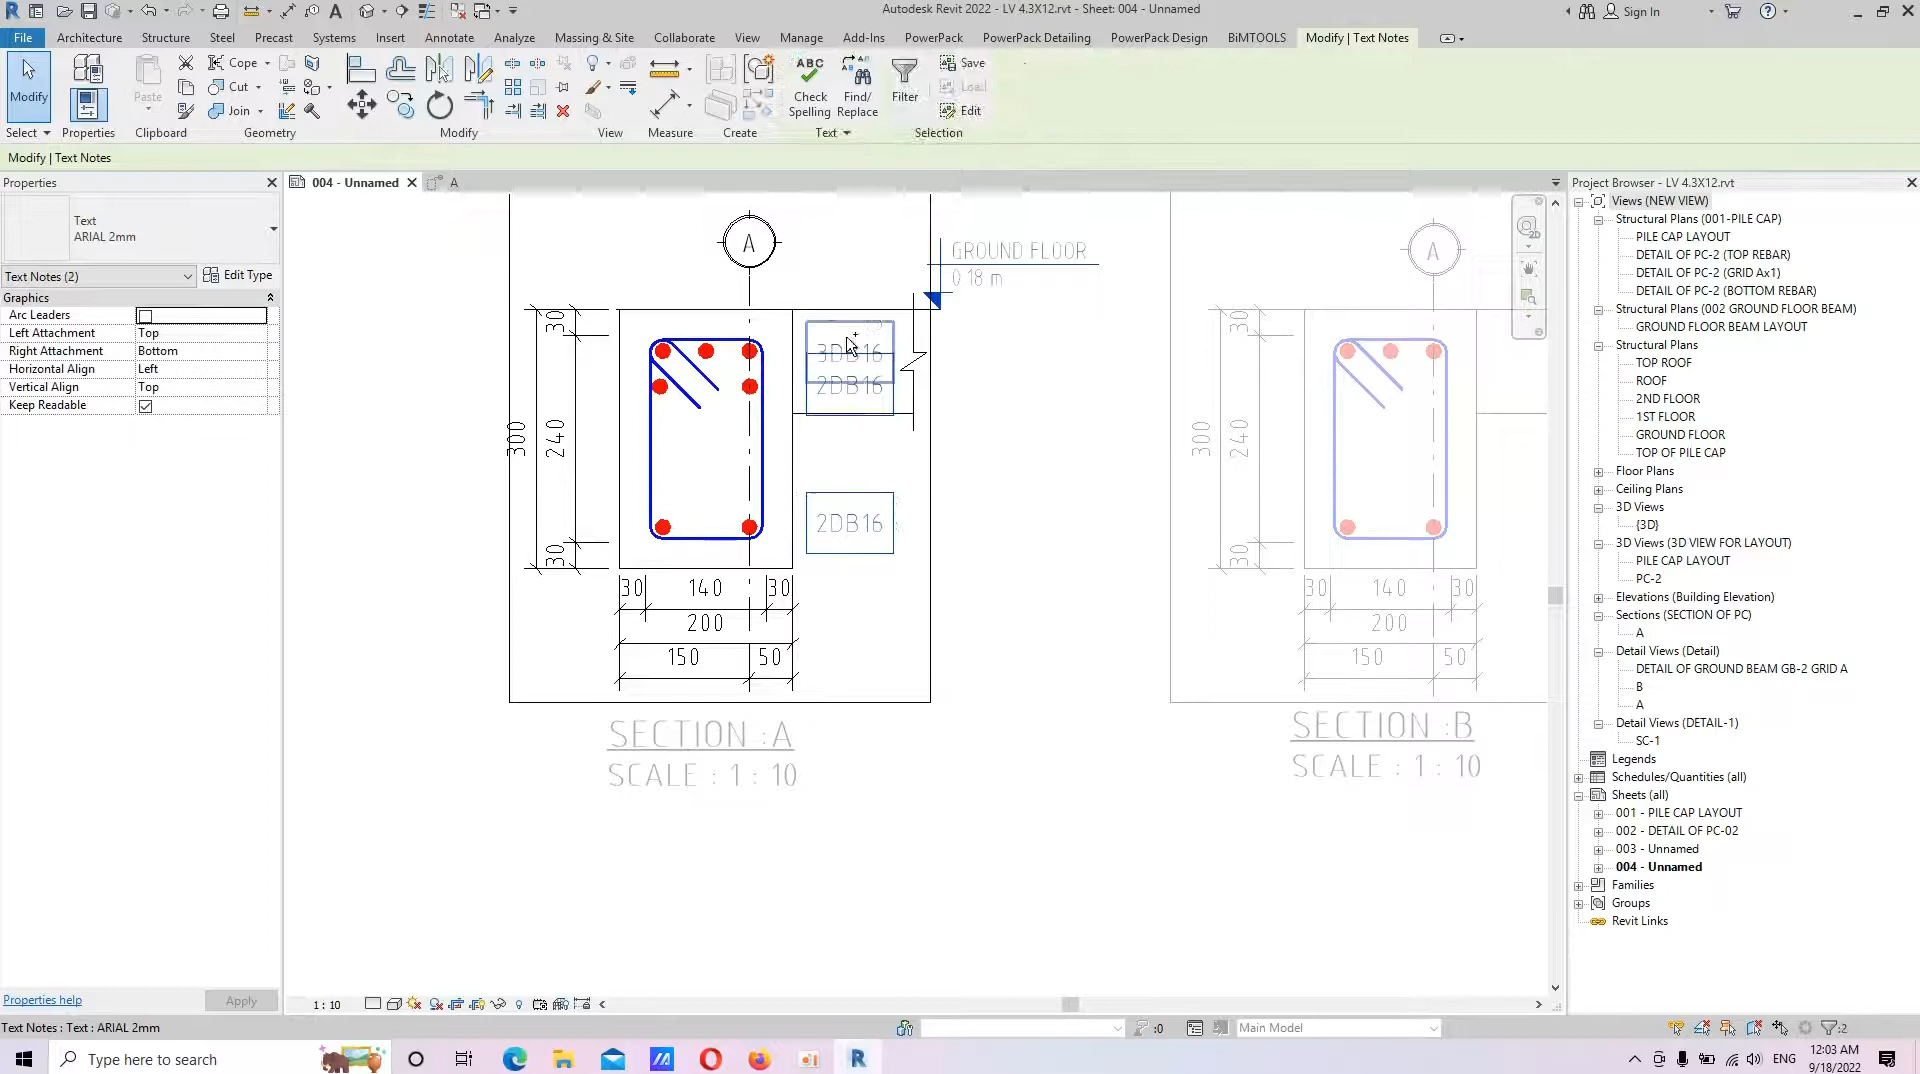 Autodesk Revit 2022 - LV 4.3X12.rvt - Sheet: 004 - Unnamed
Sign In
File Architecture Structure Steel Precast Systems Insert Annotate Analyze Massing & Site Collaborate View Manage Add-Ins PowerPack PowerPack Detailing PowerPack Design BiMTOOLS Modify | Text Notes
Modify
Paste
Cope
Cut
Join
ABC
Check Spelling
Find/ Replace
Filter
Save
Load
Edit
Select Properties Clipboard Geometry Modify View Measure Create Text Selection
Modify | Text Notes
Properties
Text
ARIAL 2mm
Text Notes (2)
Edit Type
Graphics
Arc Leaders
Left Attachment Top
Right Attachment Bottom
Horizontal Align Left
Vertical Align Top
Keep Readable
Properties help
Apply
004 - Unnamed
A
A
GROUND FLOOR
0.18 m
30
240
30
300
3DB16
2DB16
2DB16
30 140 30
200
150 50
SECTION :A
SCALE : 1 : 10
A
30
240
30
300
30 140 30
200
150 50
SECTION :B
SCALE : 1 : 10
2D
Project Browser - LV 4.3X12.rvt
Views (NEW VIEW)
Structural Plans (001-PILE CAP)
PILE CAP LAYOUT
DETAIL OF PC-2 (TOP REBAR)
DETAIL OF PC-2 (GRID Ax1)
DETAIL OF PC-2 (BOTTOM REBAR)
Structural Plans (002 GROUND FLOOR BEAM)
GROUND FLOOR BEAM LAYOUT
Structural Plans
TOP ROOF
ROOF
2ND FLOOR
1ST FLOOR
GROUND FLOOR
TOP OF PILE CAP
Floor Plans
Ceiling Plans
3D Views
{3D}
3D Views (3D VIEW FOR LAYOUT)
PILE CAP LAYOUT
PC-2
Elevations (Building Elevation)
Sections (SECTION OF PC)
A
Detail Views (Detail)
DETAIL OF GROUND BEAM GB-2 GRID A
B
A
Detail Views (DETAIL-1)
SC-1
Legends
Schedules/Quantities (all)
Sheets (all)
001 - PILE CAP LAYOUT
002 - DETAIL OF PC-02
003 - Unnamed
004 - Unnamed
Families
Groups
Revit Links
1 : 10
Text Notes : Text : ARIAL 2mm
:0
Main Model
:2
Type here to search
ENG
12:03 AM
9/18/2022